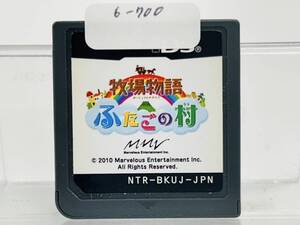 6-700
DS
牧場物語
ふたごの村
MMV
Marvelous Entertainment Inc.
© 2010 Marvelous Entertainment Inc.
All Rights Reserved.
NTR-BKUJ-JPN